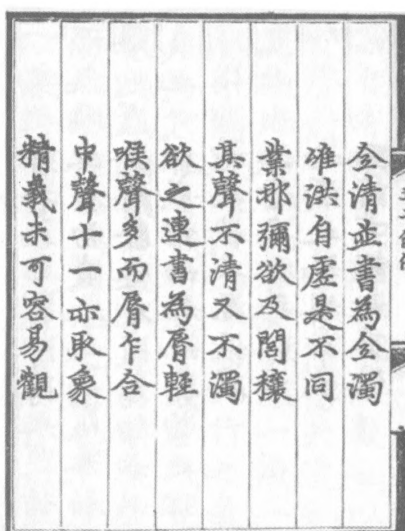 全清並書為全濁
唯洪自虛是不同
業那彌欲及閭穰
其聲不清又不濁
欲之連書為脣輕
喉聲多而脣乍合
中聲十一亦取象
精義未可容易觀